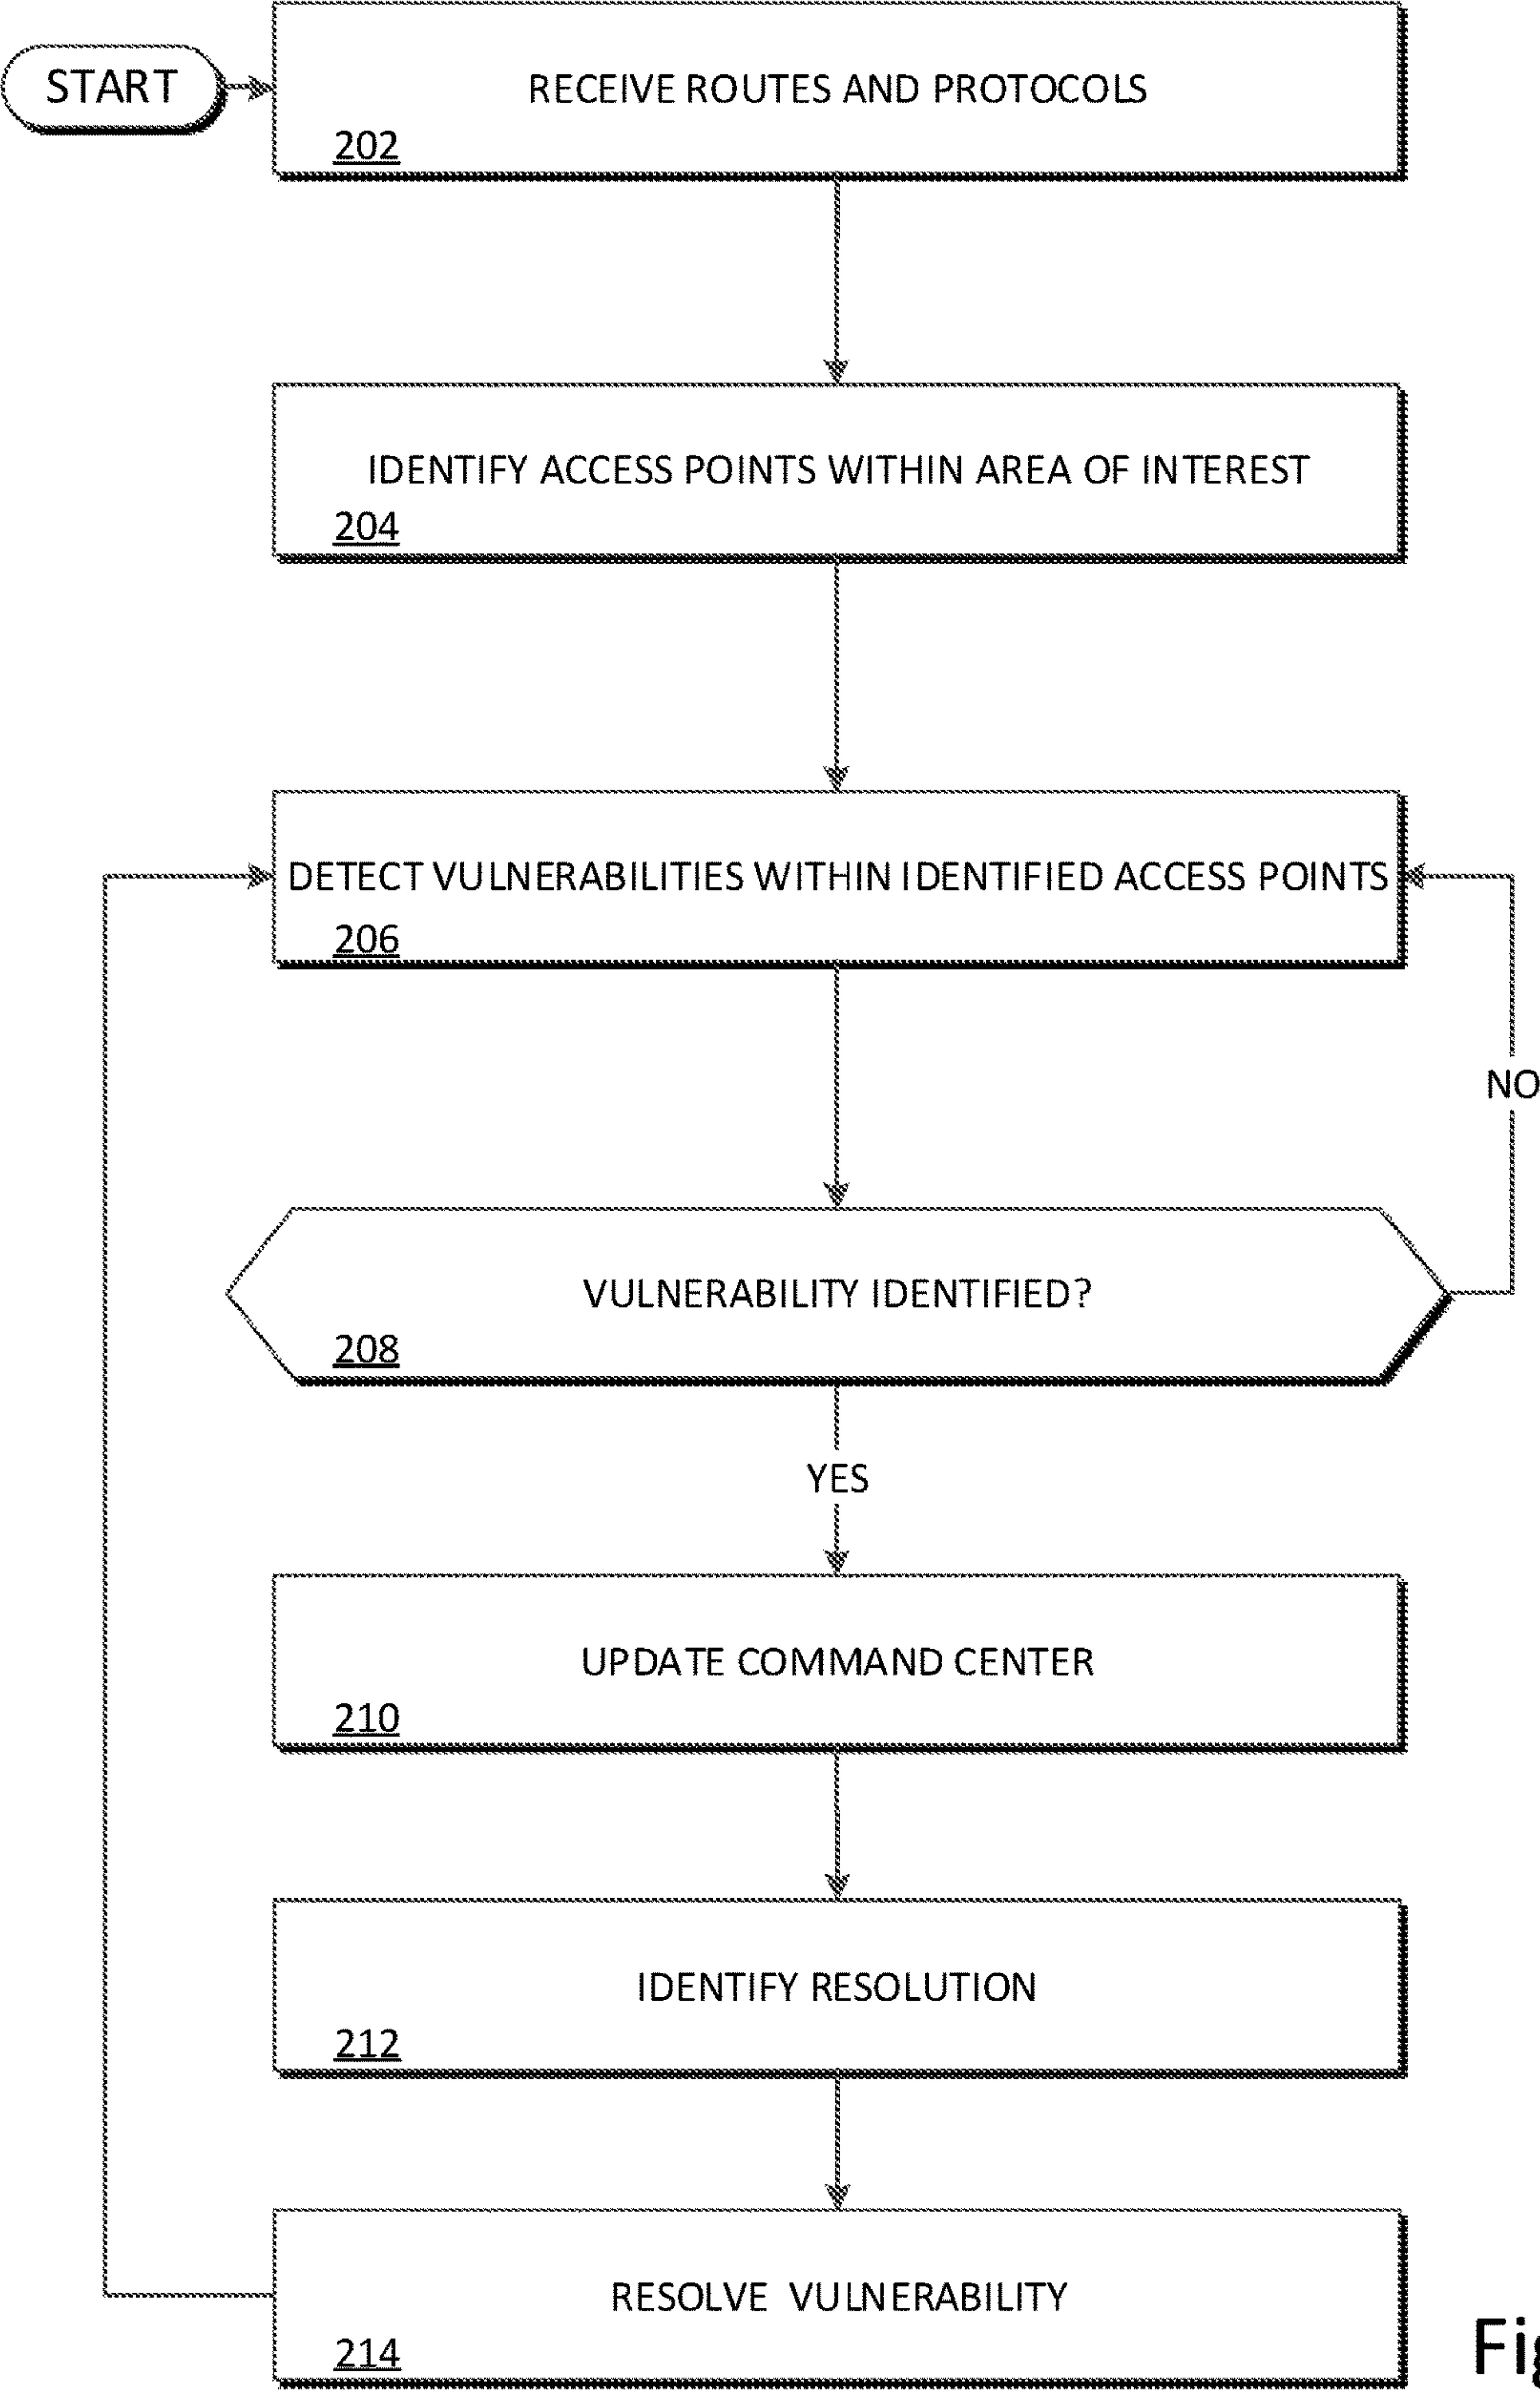 START
RECEIVE ROUTES AND PROTOCOLS
202
IDENTIFY ACCESS POINTS WITHIN AREA OF INTEREST
204
DETECT VULNERABILITIES WITHIN IDENTIFIED ACCESS POINTS
206
NO
VULNERABILITY IDENTIFIED?
208
YES
UPDATE COMMAND CENTER
210
IDENTIFY RESOLUTION
212
RESOLVE VULNERABILITY
214